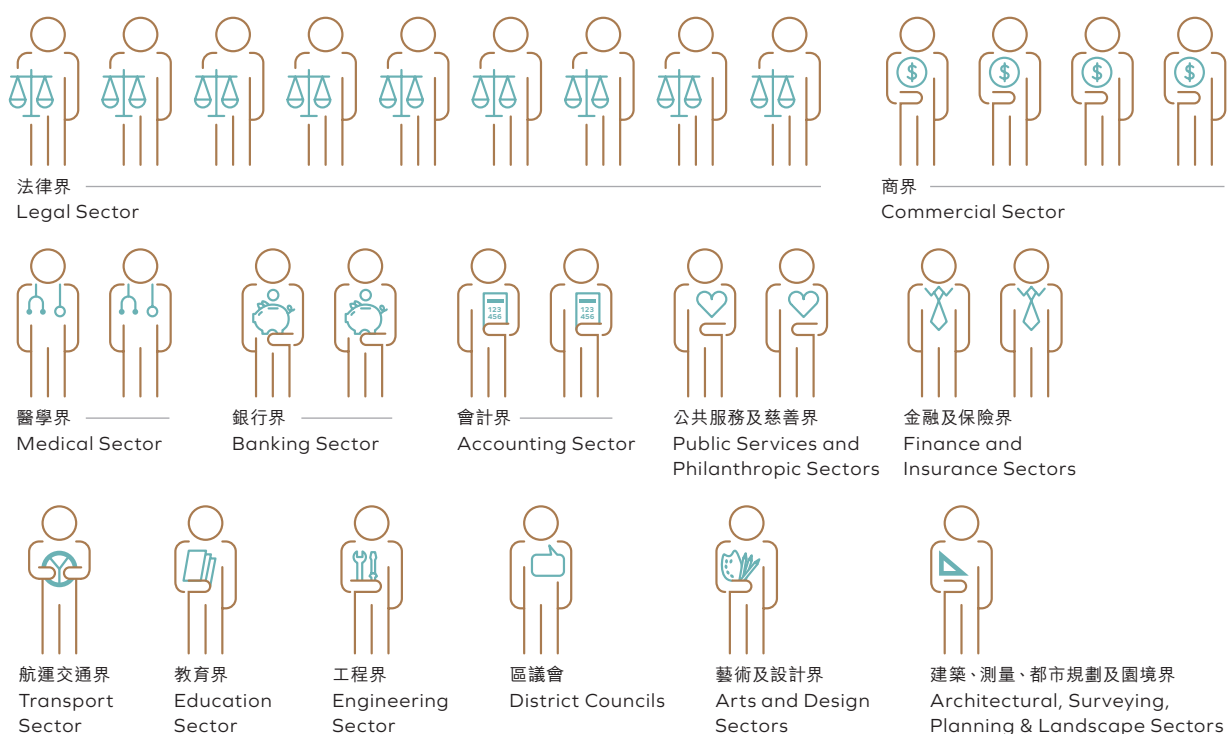 $ $ $ $
法律界
Legal Sector
商界
Commercial Sector
123
456
123
456
醫學界
Medical Sector
銀行界
Banking Sector
會計界
Accounting Sector
公共服務及慈善界
Public Services and
Philanthropic Sectors
金融及保險界
Finance and
Insurance Sectors
航運交通界
Transport
Sector
教育界
Education
Sector
工程界
Engineering
Sector
區議會
District Councils
藝術及設計界
Arts and Design
Sectors
建築、測量、都市規劃及園境界
Architectural, Surveying,
Planning & Landscape Sectors